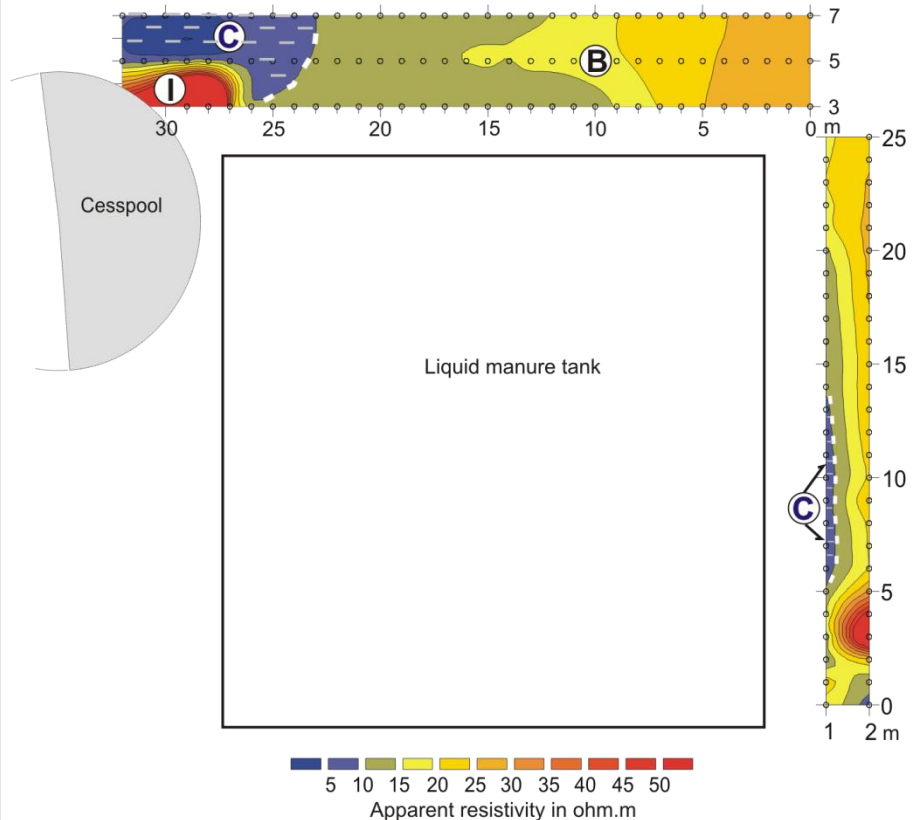 C
7
B
5
I
3
30 25 20 15 10 5 0 m
25
Cesspool
20
Liquid manure tank
15
10
C
5
0
1 2 m
5 10 15 20 25 30 35 40 45 50
Apparent resistivity in ohm.m